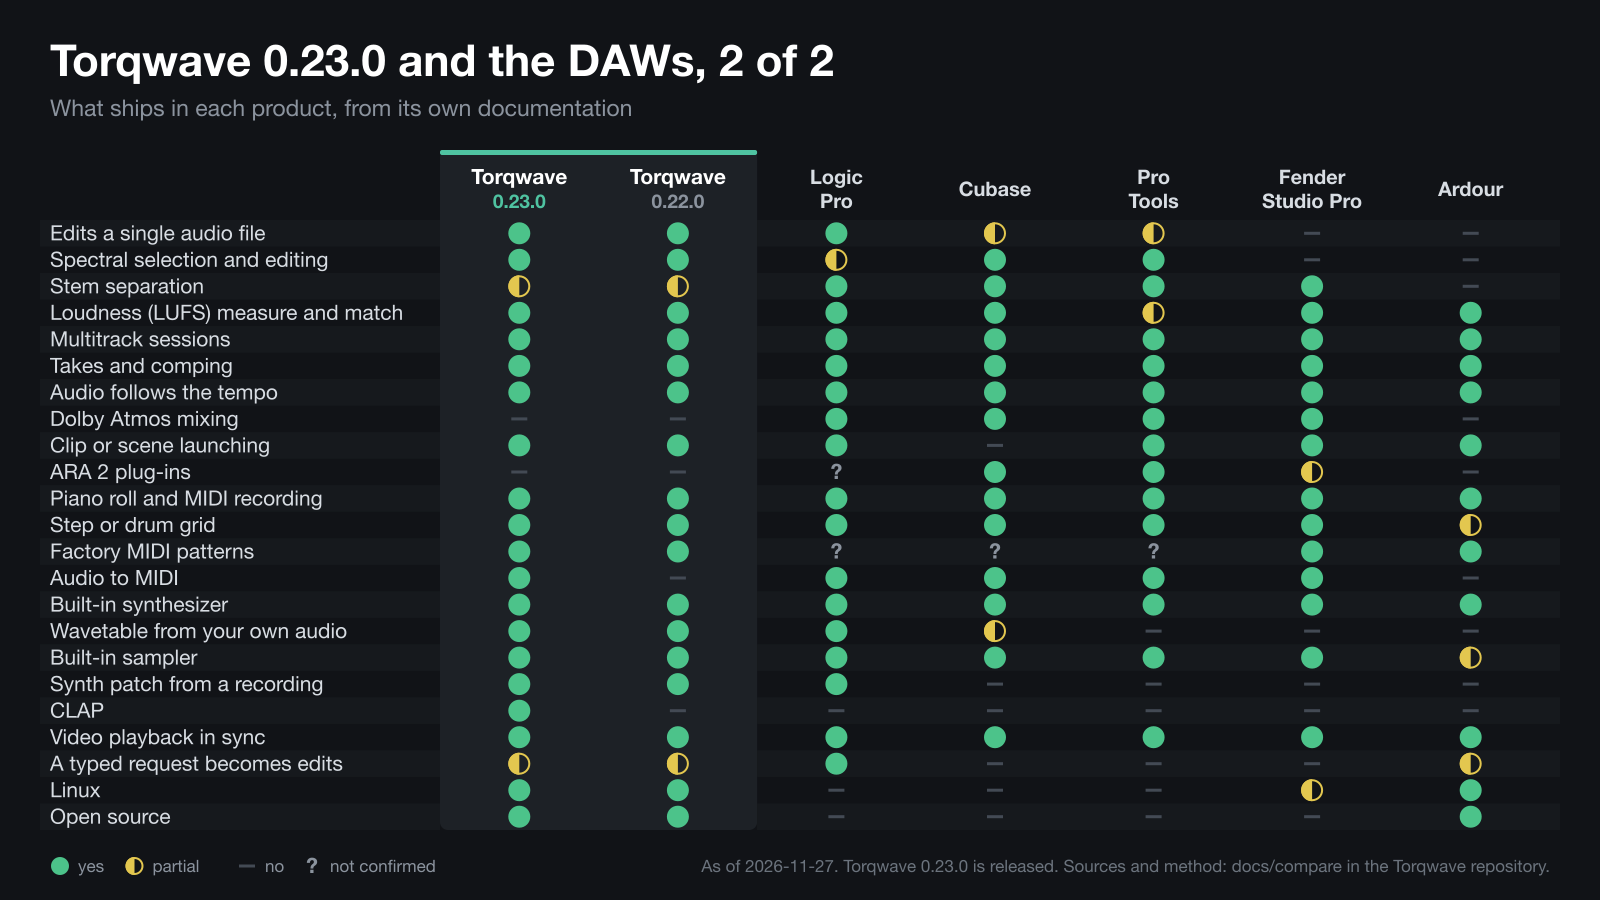 Torqwave 0.23.0 and the DAWs, 2 of 2
What ships in each product, from its own documentation
Torqwave 0.23.0
Torqwave 0.22.0
Logic Pro
Cubase
Pro Tools
Fender Studio Pro
Ardour
Edits a single audio file
Spectral selection and editing
Stem separation
Loudness (LUFS) measure and match
Multitrack sessions
Takes and comping
Audio follows the tempo
Dolby Atmos mixing
Clip or scene launching
ARA 2 plug-ins ?
Piano roll and MIDI recording
Step or drum grid
Factory MIDI patterns ? ? ?
Audio to MIDI
Built-in synthesizer
Wavetable from your own audio
Built-in sampler
Synth patch from a recording
CLAP
Video playback in sync
A typed request becomes edits
Linux
Open source
yes partial no ? not confirmed
As of 2026-11-27. Torqwave 0.23.0 is released. Sources and method: docs/compare in the Torqwave repository.